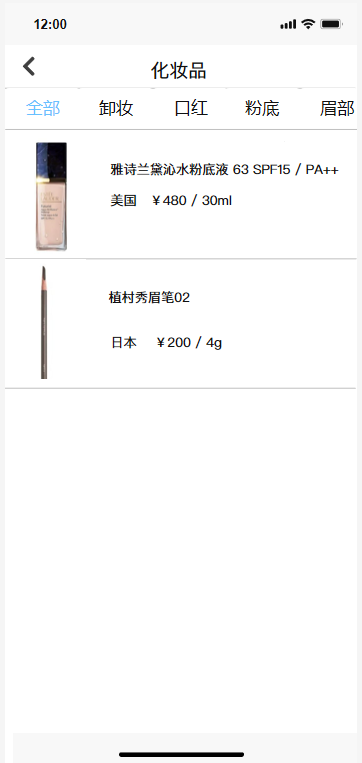 12:00
化妆品
全部 卸妆 口红 粉底 眉部
雅诗兰黛沁水粉底液 63 SPF15 / PA++
美国 ￥480 / 30ml
植村秀眉笔02
日本 ￥200 / 4g